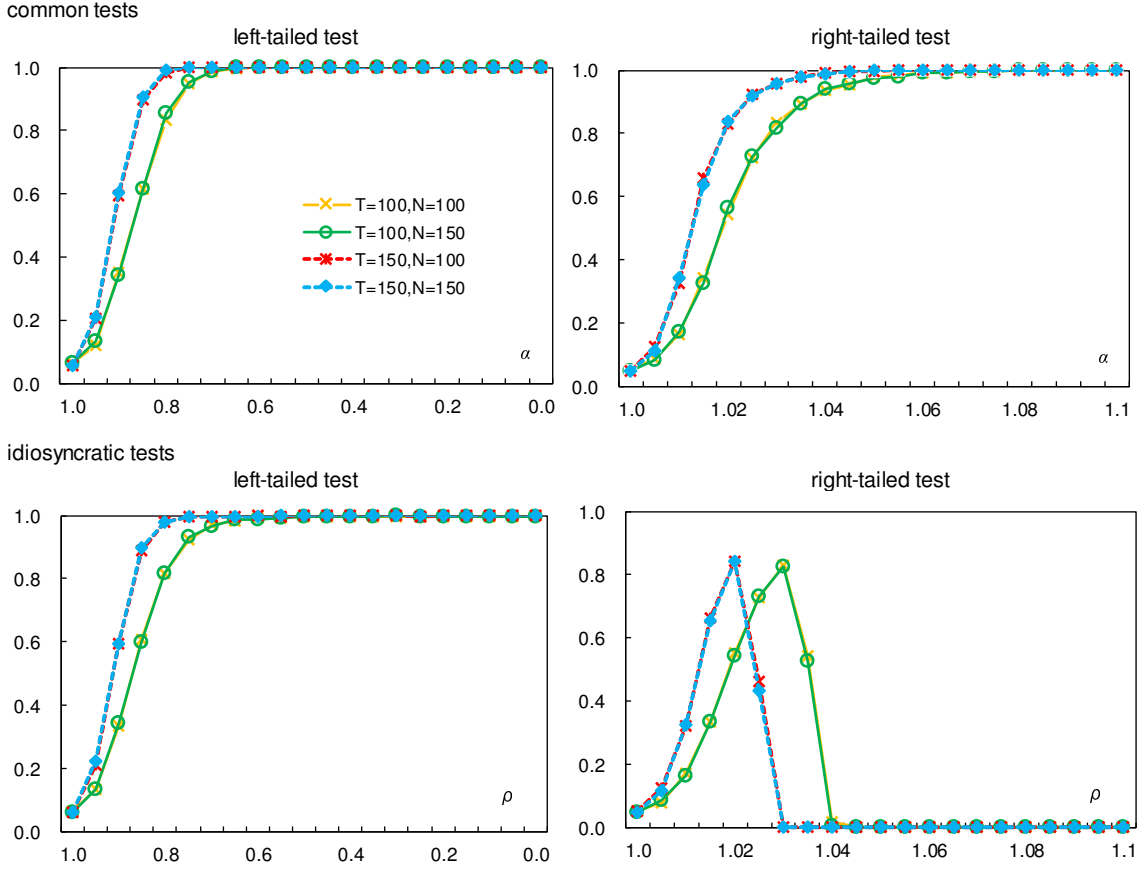 common tests
left-tailed test
right-tailed test
1.0
0.8
0.6
0.4
0.2
0.0
1.0 0.8 0.6 0.4 0.2 0.0
α
T=100,N=100
T=100,N=150
T=150,N=100
T=150,N=150
1.0
0.8
0.6
0.4
0.2
0.0
1.0 1.02 1.04 1.06 1.08 1.1
α
idiosyncratic tests
left-tailed test
right-tailed test
1.0
0.8
0.6
0.4
0.2
0.0
1.0 0.8 0.6 0.4 0.2 0.0
ρ
1.0
0.8
0.6
0.4
0.2
0.0
1.0 1.02 1.04 1.06 1.08 1.1
ρ